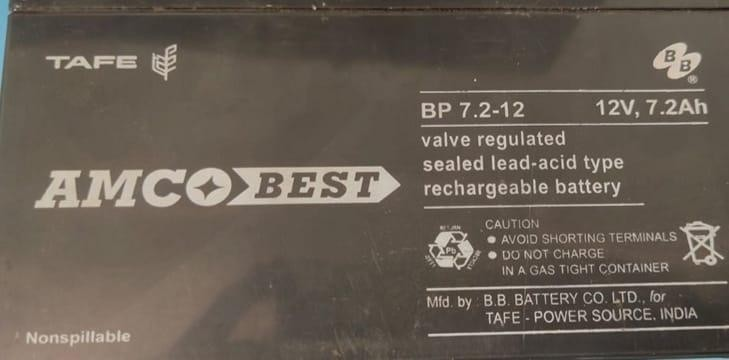 TAFE
BB
®
BP 7.2-12 12V, 7.2Ah
valve regulated
sealed lead-acid type
rechargeable battery
AMCO BEST
CAUTION
Pb
• AVOID SHORTING TERMINALS
• DO NOT CHARGE
IN A GAS TIGHT CONTAINER
Mfd. by : B.B. BATTERY CO. LTD., for
TAFE - POWER SOURCE, INDIA
Nonspillable